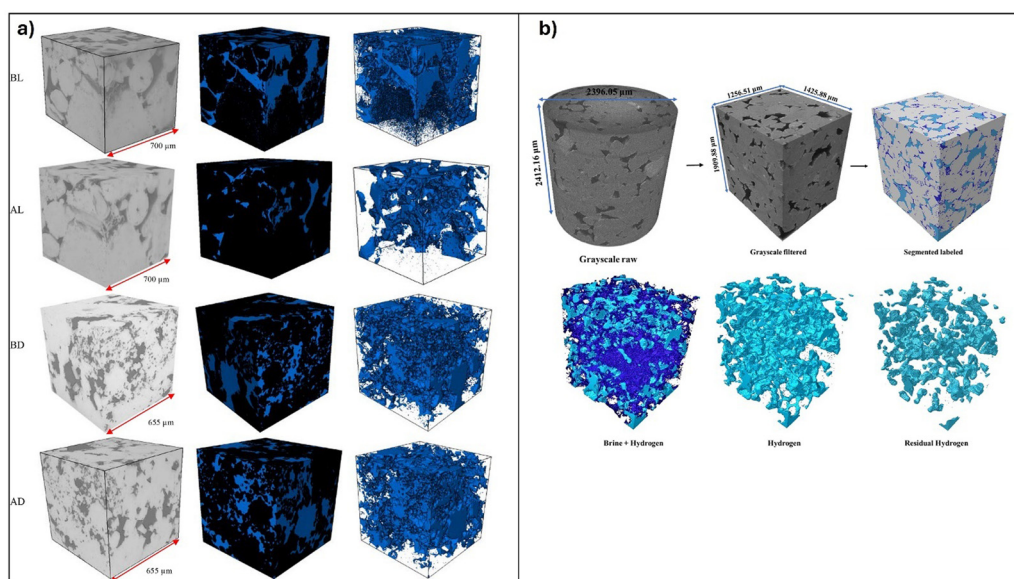 a)
BL
700 µm
AL
700 µm
BD
655 µm
AD
655 µm
b)
2396.05 µm
2412.16 µm
Grayscale raw
1256.51 µm
1425.88 µm
1909.88 µm
Grayscale filtered
Segmented labeled
Brine + Hydrogen
Hydrogen
Residual Hydrogen